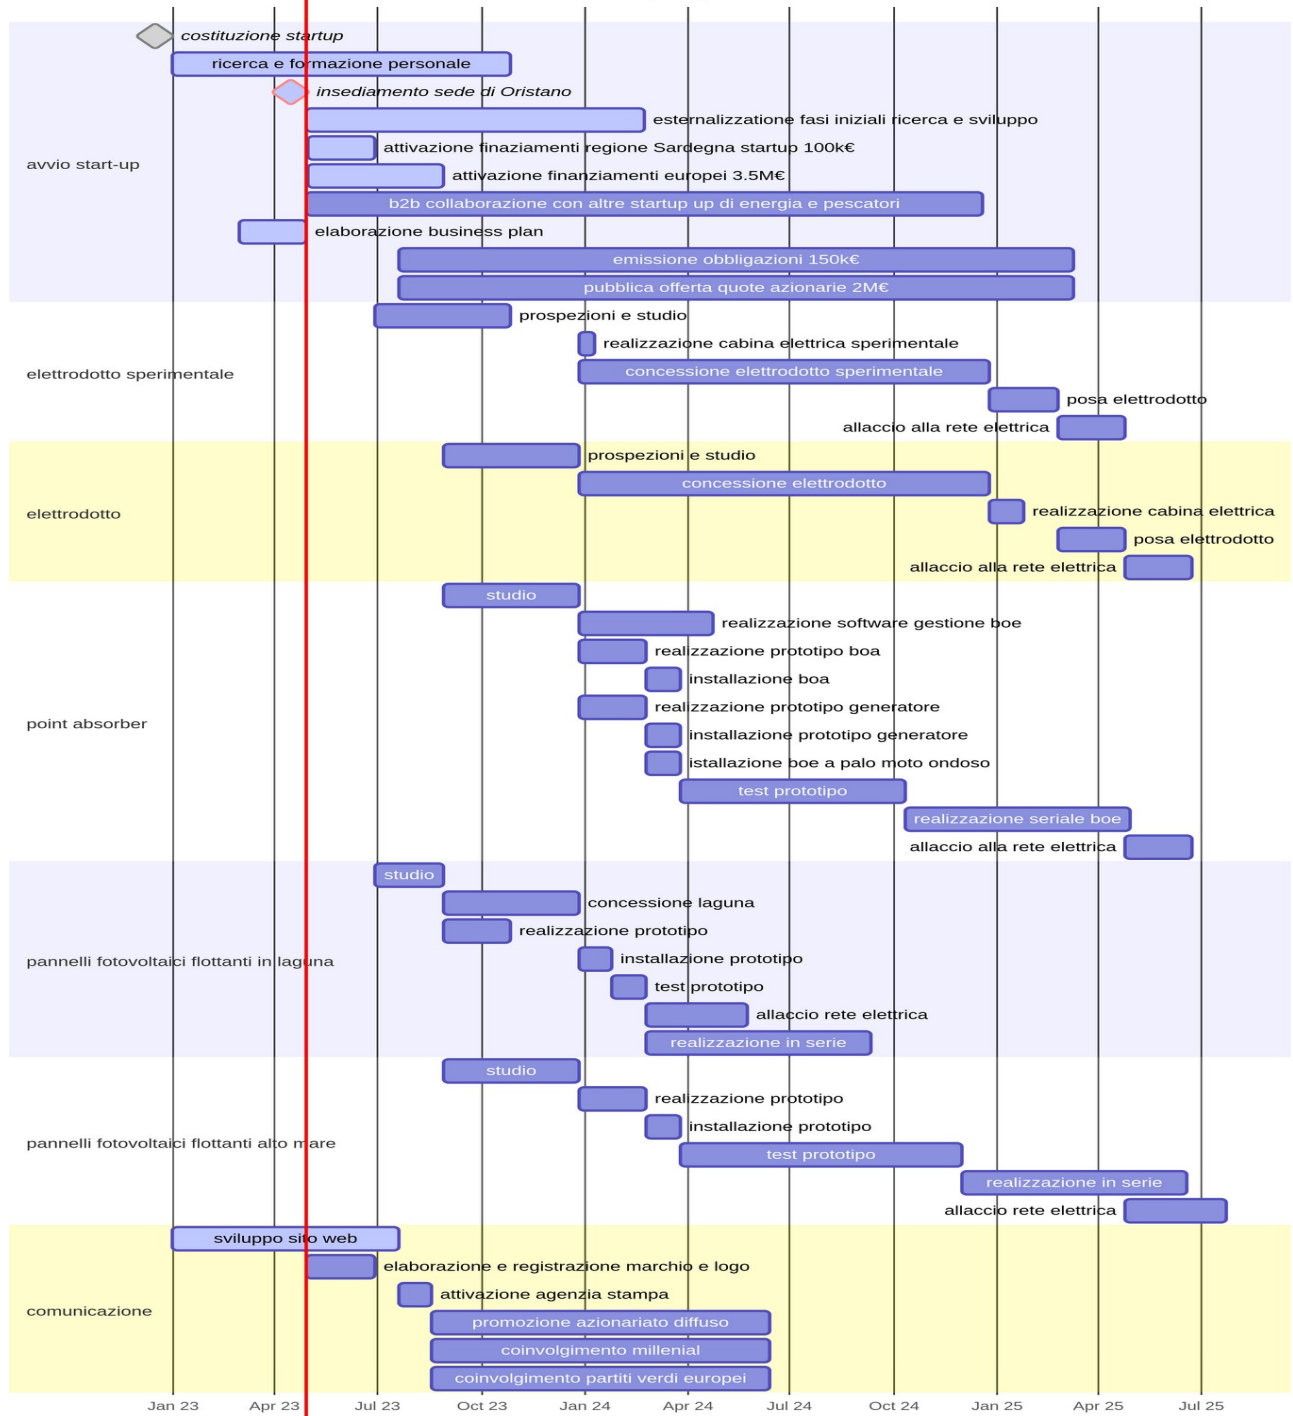 costituzione startup
ricerca e formazione personale
insediamento sede di Oristano
esternalizzatione fasi iniziali ricerca e sviluppo
attivazione finaziamenti regione Sardegna startup 100k€
avvio start-up
attivazione finanziamenti europei 3.5M€
b2b collaborazione con altre startup up di energia e pescatori
elaborazione business plan
emissione obbligazioni 150k€
pubblica offerta quote azionarie 2M€
prospezioni e studio
realizzazione cabina elettrica sperimentale
elettrodotto sperimentale
concessione elettrodotto sperimentale
posa elettrodotto
allaccio alla rete elettrica
prospezioni e studio
concessione elettrodotto
elettrodotto
realizzazione cabina elettrica
posa elettrodotto
allaccio alla rete elettrica
studio
realizzazione software gestione boe
realizzazione prototipo boa
installazione boa
realizzazione prototipo generatore
point absorber
installazione prototipo generatore
istallazione boe a palo moto ondoso
test prototipo
realizzazione seriale boe
allaccio alla rete elettrica
studio
concessione laguna
realizzazione prototipo
pannelli fotovoltaici flottanti in laguna
installazione prototipo
test prototipo
allaccio rete elettrica
realizzazione in serie
studio
realizzazione prototipo
installazione prototipo
pannelli fotovoltaici flottanti alto mare
test prototipo
realizzazione in serie
allaccio rete elettrica
sviluppo sito web
elaborazione e registrazione marchio e logo
attivazione agenzia stampa
comunicazione
promozione azionariato diffuso
coinvolgimento millenial
coinvolgimento partiti verdi europei
Jan 23 Apr 23 Jul 23 Oct 23 Jan 24 Apr 24 Jul 24 Oct 24 Jan 25 Apr 25 Jul 25